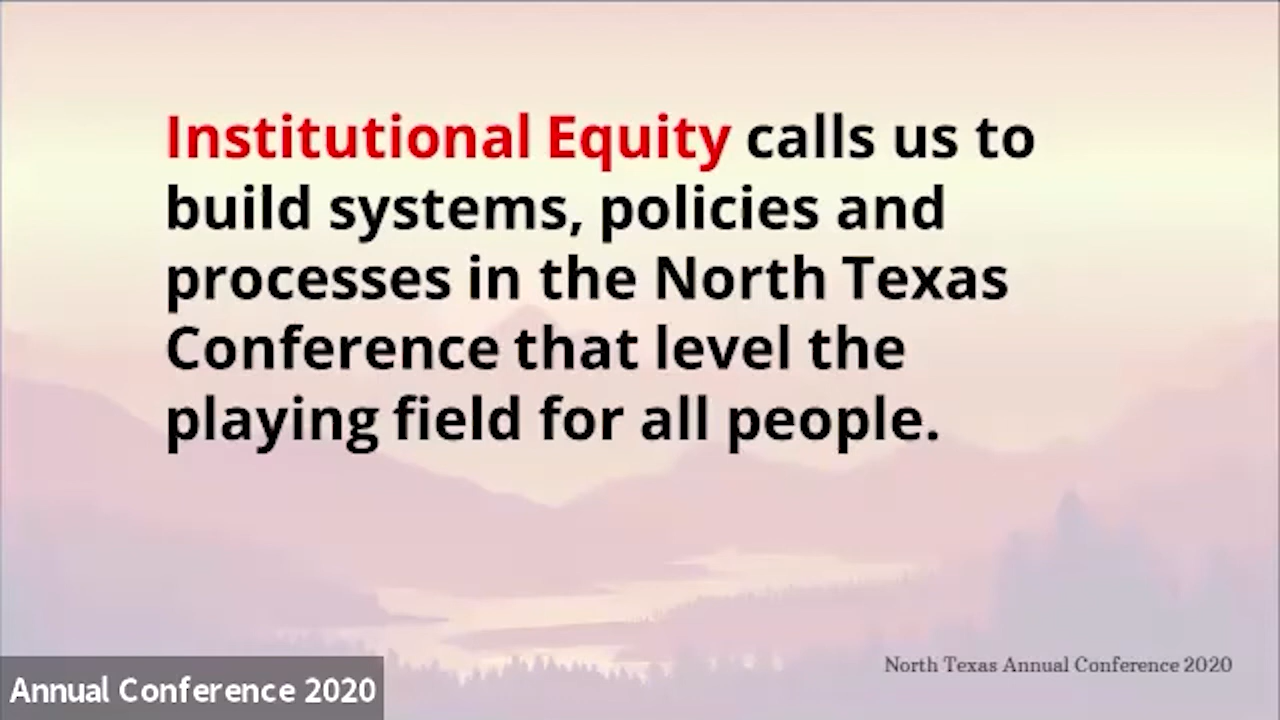 Institutional Equity calls us to
build systems, policies and
processes in the North Texas
Conference that level the
playing field for all people.
North Texas Annual Conference 2020
Annual Conference 2020